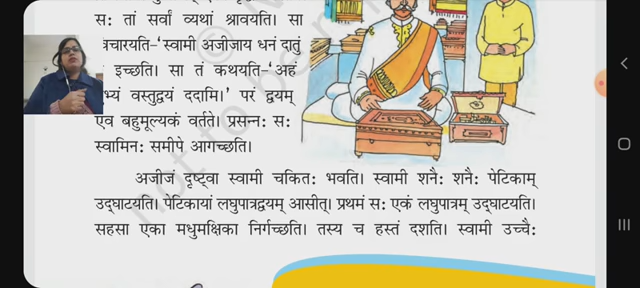 सः तां सर्वां व्यथां श्रावयति। सा
'स्वामी अजीजाय धनं दातुं
इच्छति। सा तं कथयति-'अहं
वस्तुद्वयं ददामि।' परं द्वयम्
एव बहुमूल्यकं वर्तते। प्रसन्नः सः
स्वामिनः समीपे आगच्छति।
अजीजं दृष्ट्वा स्वामी चकितः भवति। स्वामी शनैः शनैः पेटिकाम्
उद्घाटयति। पेटिकायां लघुपात्रद्वयम् आसीत्। प्रथमं सः एकं लघुपात्रम् उद्घाटयति।
सहसा एका मधुमक्षिका निर्गच्छति। तस्य च हस्तं दशति। स्वामी उच्चैः